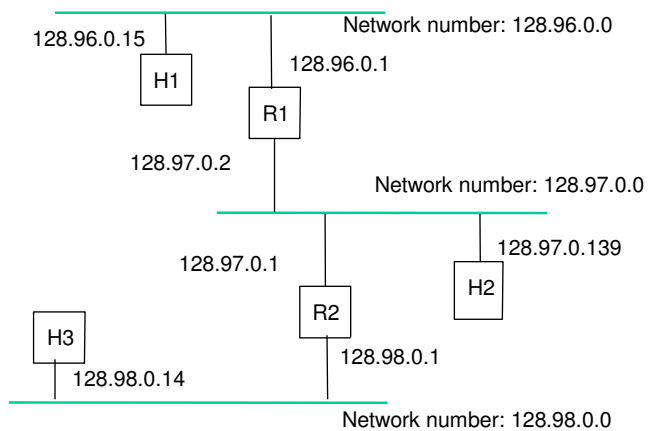 Network number: 128.96.0.0
128.96.0.15
128.96.0.1
H1
R1
128.97.0.2
Network number: 128.97.0.0
128.97.0.139
128.97.0.1
H2
R2
H3
128.98.0.1
128.98.0.14
Network number: 128.98.0.0